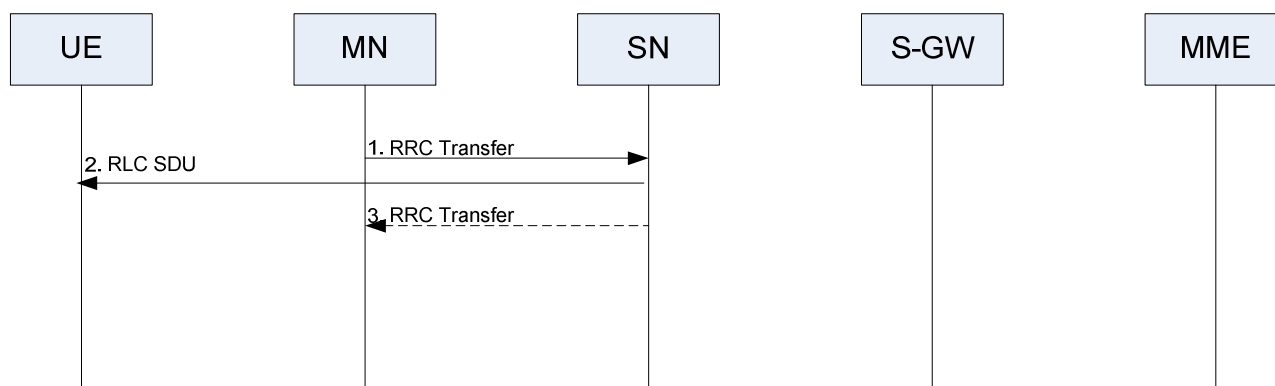 UE
MN
SN
S-GW
MME
1. RRC Transfer
2. RLC SDU
3. RRC Transfer